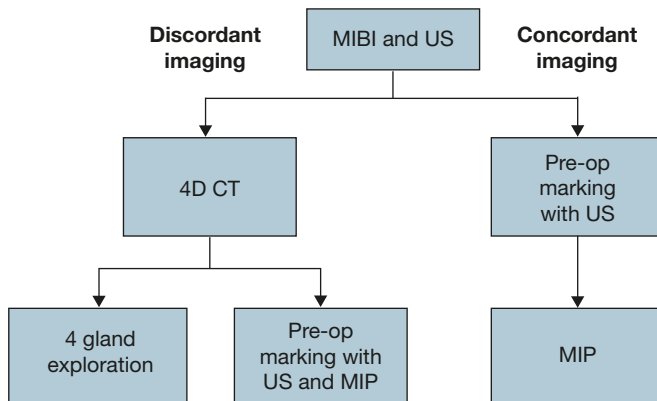 Discordant
imaging
MIBI and US
Concordant
imaging
4D CT
Pre-op
marking
with US
4 gland
exploration
Pre-op
marking with
US and MIP
MIP